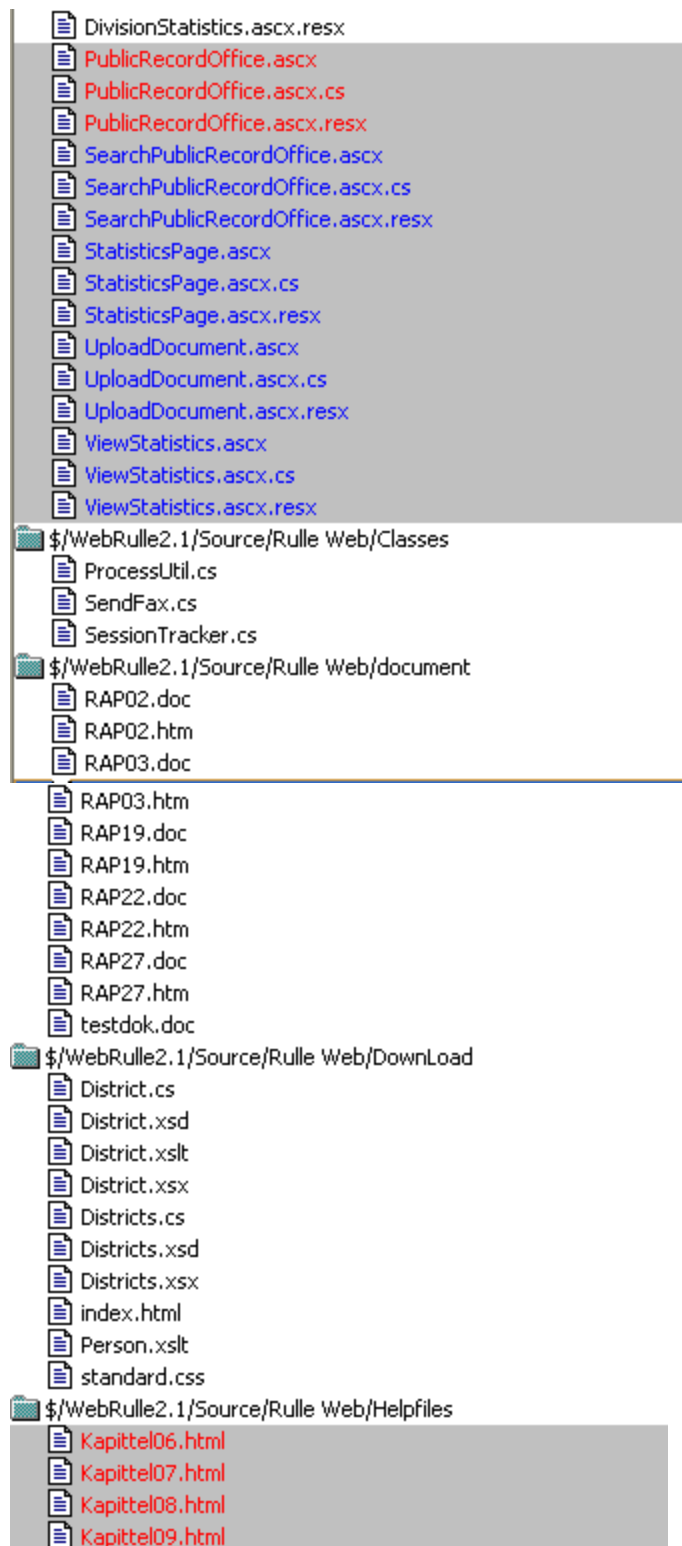 DivisionStatistics.ascx.resx
PublicRecordOffice.ascx
PublicRecordOffice.ascx.cs
PublicRecordOffice.ascx.resx
SearchPublicRecordOffice.ascx
SearchPublicRecordOffice.ascx.cs
SearchPublicRecordOffice.ascx.resx
StatisticsPage.ascx
StatisticsPage.ascx.cs
StatisticsPage.ascx.resx
UploadDocument.ascx
UploadDocument.ascx.cs
UploadDocument.ascx.resx
ViewStatistics.ascx
ViewStatistics.ascx.cs
ViewStatistics.ascx.resx
$/WebRulle2.1/Source/Rulle Web/Classes
ProcessUtil.cs
SendFax.cs
SessionTracker.cs
$/WebRulle2.1/Source/Rulle Web/document
RAP02.doc
RAP02.htm
RAP03.doc
RAP03.htm
RAP19.doc
RAP19.htm
RAP22.doc
RAP22.htm
RAP27.doc
RAP27.htm
testdok.doc
$/WebRulle2.1/Source/Rulle Web/DownLoad
District.cs
District.xsd
District.xslt
District.xsx
Districts.cs
Districts.xsd
Districts.xsx
index.html
Person.xslt
standard.css
$/WebRulle2.1/Source/Rulle Web/Helpfiles
Kapittel06.html
Kapittel07.html
Kapittel08.html
Kapittel09.html